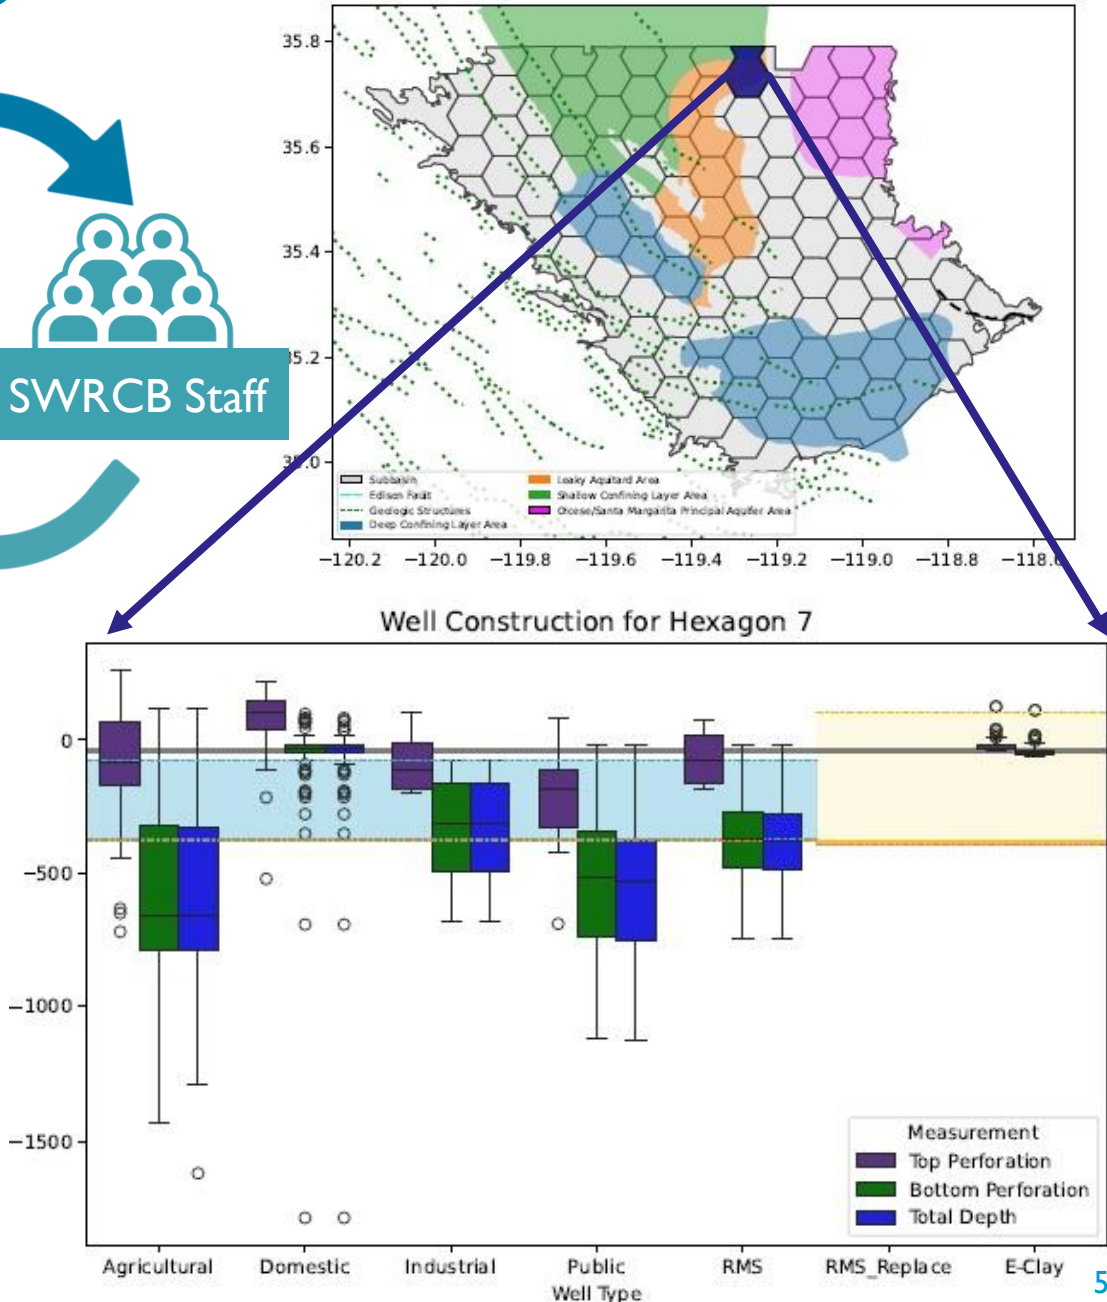 35.8
35.6
35.4
35.2
SWRCB Staff
Subbasin
Edison Fault
Geologic Structures
Deep Confining Layer Area
Leaky Aquitard Area
Shallow Confining Layer Area
Olcese/Santa Margarita Principal Aquifer Area
−120.2 −120.0 −119.8 −119.6 −119.4 −119.2 −119.0 −118.8
Well Construction for Hexagon 7
0
−500
−1000
−1500
Measurement
Top Perforation
Bottom Perforation
Total Depth
Agricultural Domestic Industrial Public RMS RMS_Replace E-Clay
Well Type
5